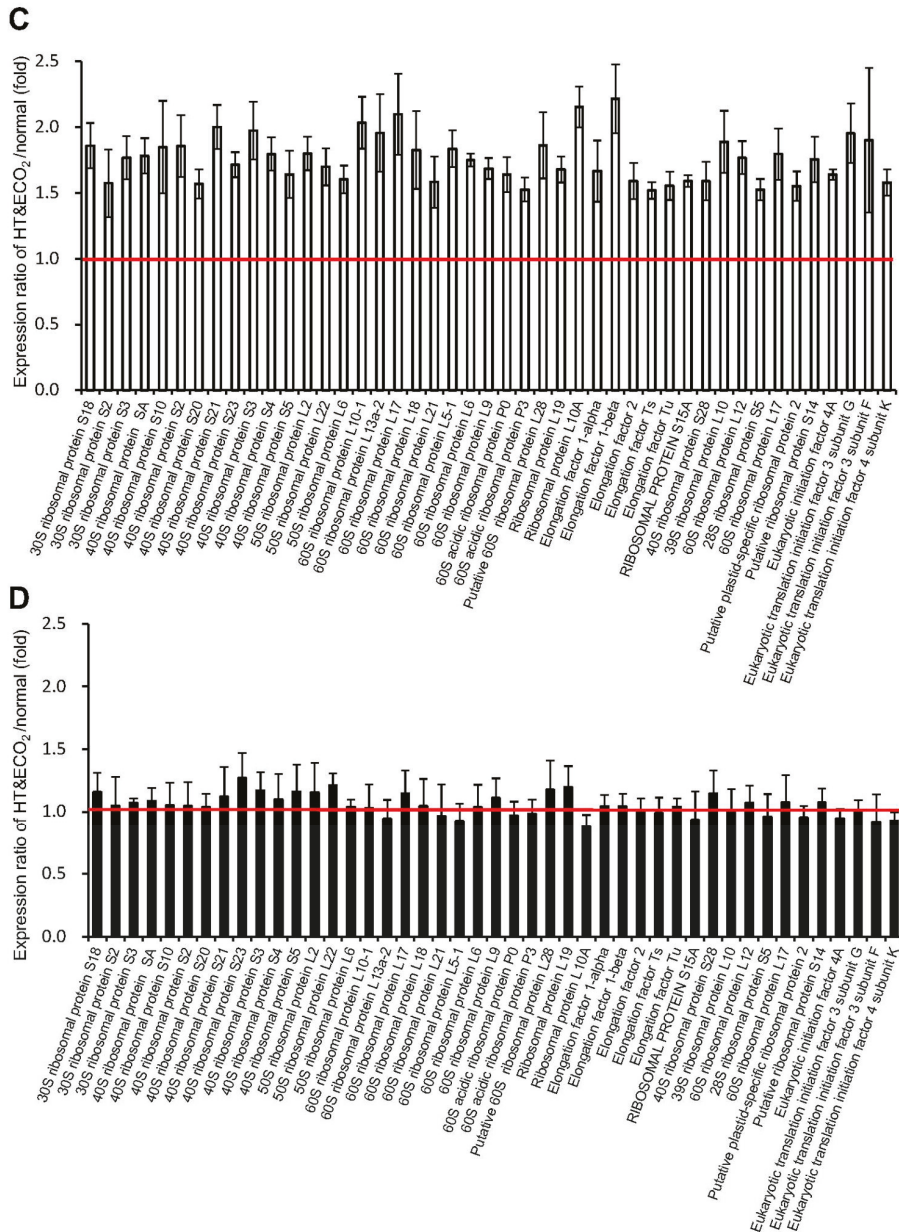 C
Expression ratio of HT&ECO₂/normal (fold)
2.5
2.0
1.5
1.0
0.5
0.0
30S ribosomal protein S18
30S ribosomal protein S2
30S ribosomal protein S3
30S ribosomal protein SA
40S ribosomal protein S10
40S ribosomal protein S2
40S ribosomal protein S20
40S ribosomal protein S21
40S ribosomal protein S23
40S ribosomal protein S3
40S ribosomal protein S4
40S ribosomal protein S5
40S ribosomal protein L2
50S ribosomal protein L22
50S ribosomal protein L6
50S ribosomal protein L10-1
60S ribosomal protein L13a-2
60S ribosomal protein L17
60S ribosomal protein L18
60S ribosomal protein L21
60S ribosomal protein L5-1
60S ribosomal protein L6
60S ribosomal protein L9
60S acidic ribosomal protein P0
60S acidic ribosomal protein P3
60S ribosomal protein L28
Putative 60S ribosomal protein L19
Ribosomal protein L10A
Elongation factor 1-alpha
Elongation factor 1-beta
Elongation factor 2
Elongation factor Ts
Elongation factor Tu
RIBOSOMAL PROTEIN S15A
40S ribosomal protein S28
39S ribosomal protein L10
60S ribosomal protein L12
28S ribosomal protein S5
60S ribosomal protein L17
Putative plastid-specific ribosomal protein 2
Putative ribosomal protein S14
Eukaryotic initiation factor 4A
Eukaryotic translation initiation factor 3 subunit G
Eukaryotic translation initiation factor 3 subunit F
Eukaryotic translation initiation factor 4 subunit K
D
Expression ratio of HT&ECO₂/normal (fold)
2.5
2.0
1.5
1.0
0.5
0.0
30S ribosomal protein S18
30S ribosomal protein S2
30S ribosomal protein S3
30S ribosomal protein SA
40S ribosomal protein S10
40S ribosomal protein S2
40S ribosomal protein S20
40S ribosomal protein S21
40S ribosomal protein S23
40S ribosomal protein S3
40S ribosomal protein S4
40S ribosomal protein S5
40S ribosomal protein L2
50S ribosomal protein L22
50S ribosomal protein L6
50S ribosomal protein L10-1
60S ribosomal protein L13a-2
60S ribosomal protein L17
60S ribosomal protein L18
60S ribosomal protein L21
60S ribosomal protein L5-1
60S ribosomal protein L6
60S ribosomal protein L9
60S acidic ribosomal protein P0
60S acidic ribosomal protein P3
60S ribosomal protein L28
Putative 60S ribosomal protein L19
Ribosomal protein L10A
Elongation factor 1-alpha
Elongation factor 1-beta
Elongation factor 2
Elongation factor Ts
Elongation factor Tu
RIBOSOMAL PROTEIN S15A
40S ribosomal protein S28
39S ribosomal protein L10
60S ribosomal protein L12
28S ribosomal protein S5
60S ribosomal protein L17
Putative plastid-specific ribosomal protein 2
Putative ribosomal protein S14
Eukaryotic initiation factor 4A
Eukaryotic translation initiation factor 3 subunit G
Eukaryotic translation initiation factor 3 subunit F
Eukaryotic translation initiation factor 4 subunit K